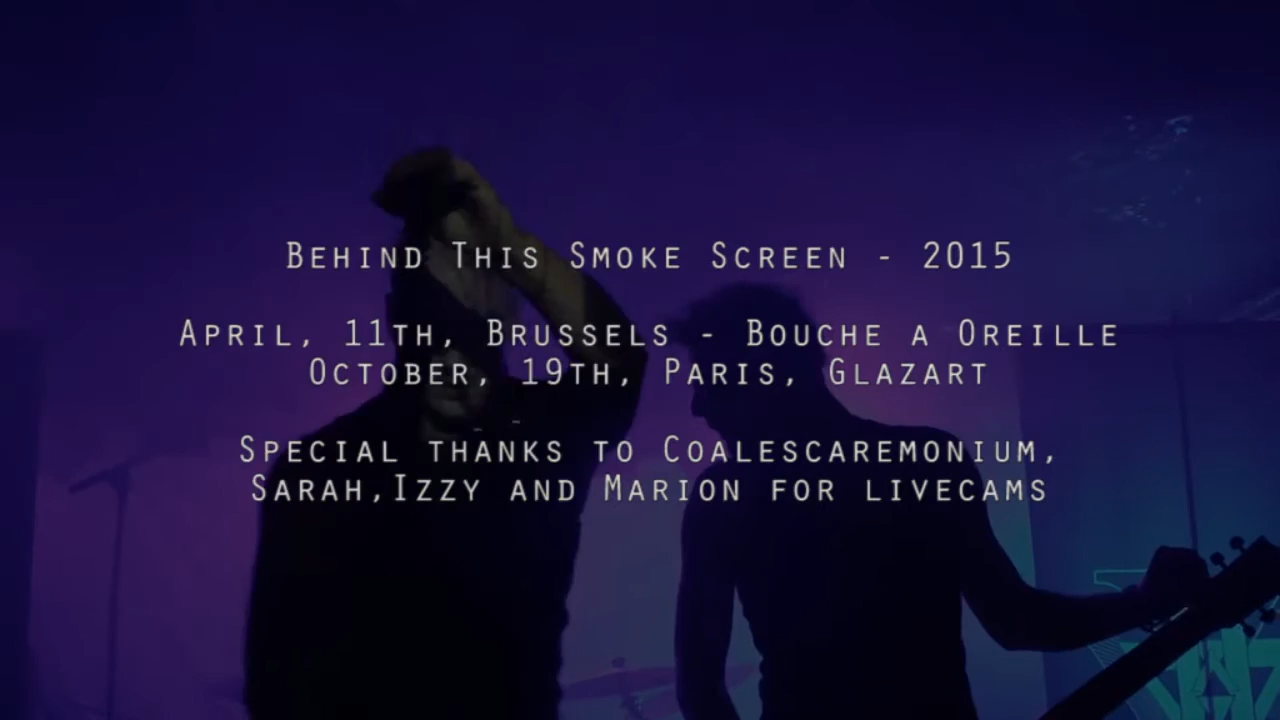 Behind This Smoke Screen - 2015
April, 11th, Brussels - Bouche a Oreille
October, 19th, Paris, Glazart
Special thanks to Coalescaremonium,
Sarah,Izzy and Marion for livecams